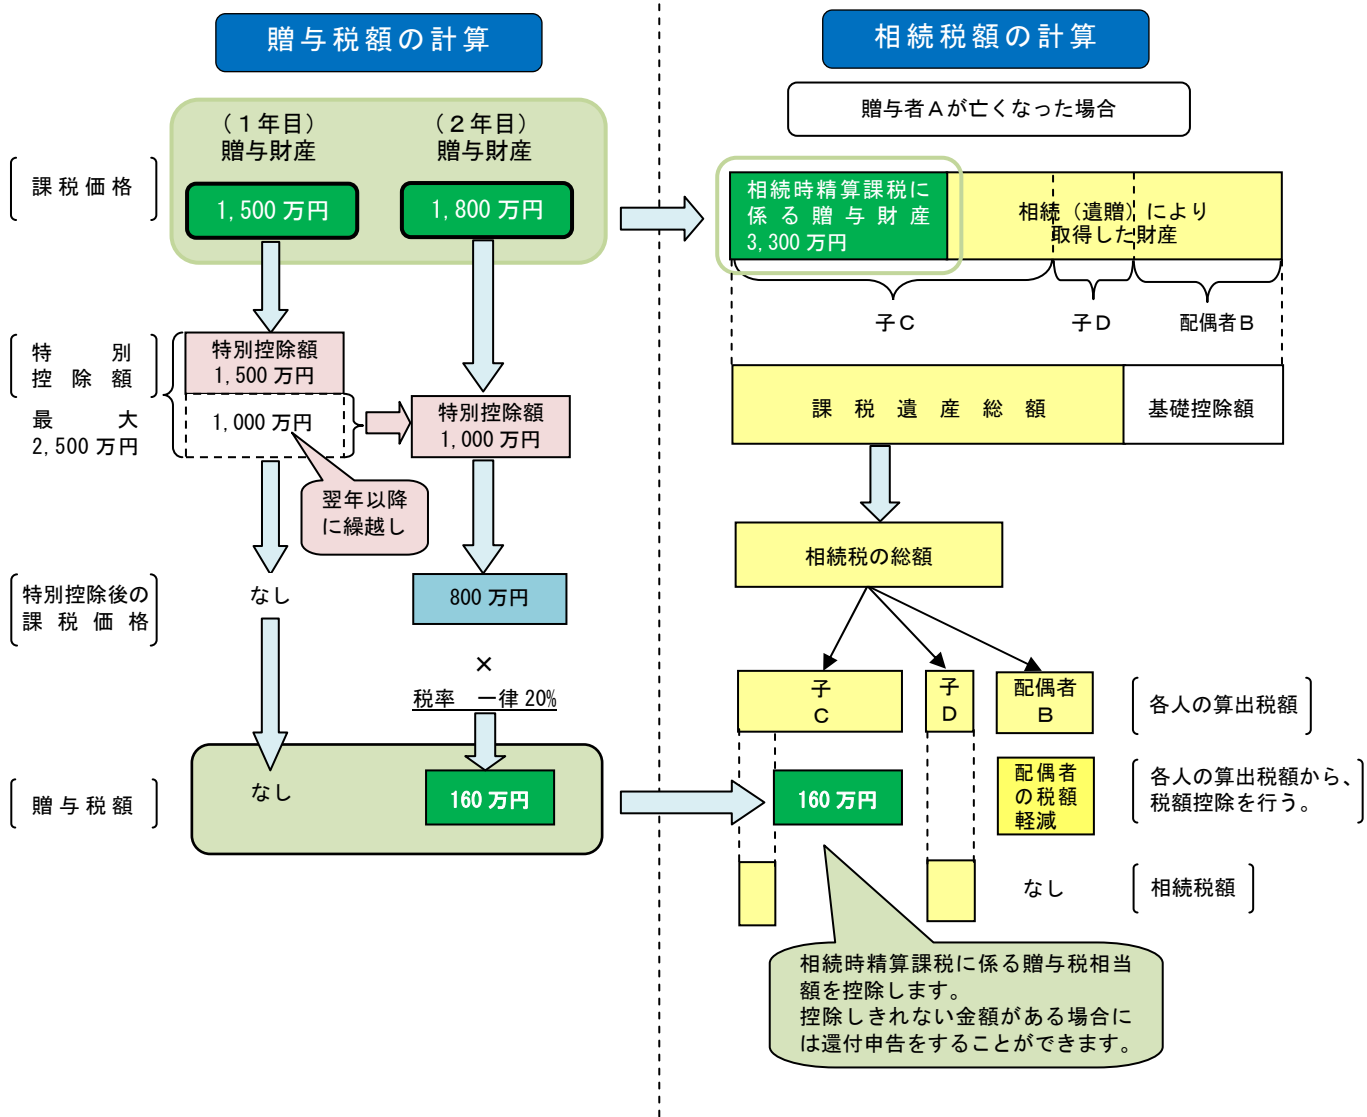 贈与税額の計算
(１年目)
贈与財産
(２年目)
贈与財産
課税価格
1,500 万円
1,800 万円
特別
控除額
最大
2,500 万円
特別控除額
1,500 万円
1,000 万円
特別控除額
1,000 万円
翌年以降
に繰越し
特別控除後の
課税価格
なし
800 万円
×
税率　一律 20%
贈与税額
なし
160 万円
相続税額の計算
贈与者Ａが亡くなった場合
相続時精算課税に
係る贈与財産
3,300 万円
相続（遺贈）により
取得した財産
子Ｃ
子Ｄ
配偶者Ｂ
課税遺産総額
基礎控除額
相続税の総額
子
Ｃ
子
Ｄ
配偶者
Ｂ
各人の算出税額
160 万円
配偶者
の税額
軽減
各人の算出税額から、
税額控除を行う。
なし
相続税額
相続時精算課税に係る贈与税相当
額を控除します。
控除しきれない金額がある場合に
は還付申告をすることができます。